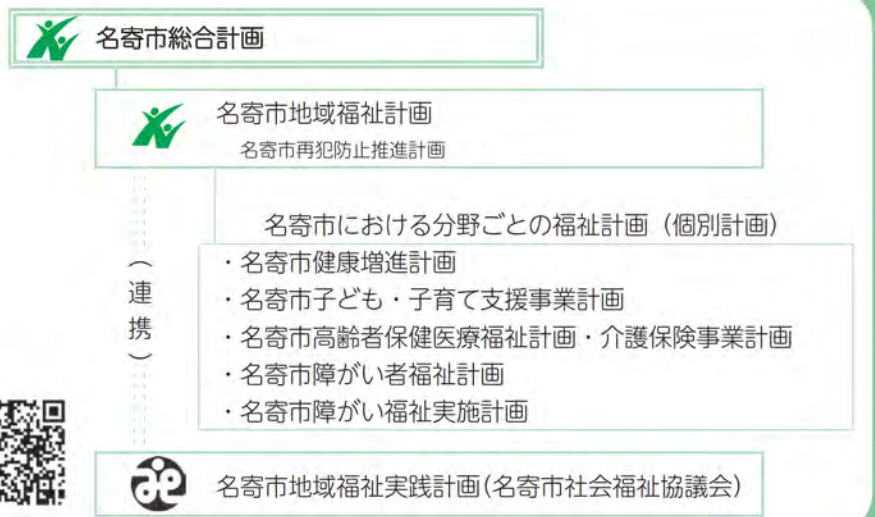 名寄市総合計画
名寄市地域福祉計画
名寄市再犯防止推進計画
名寄市における分野ごとの福祉計画（個別計画）
・名寄市健康増進計画
・名寄市子ども・子育て支援事業計画
・名寄市高齢者保健医療福祉計画・介護保険事業計画
・名寄市障がい者福祉計画
・名寄市障がい福祉実施計画
（連携）
名寄市地域福祉実践計画(名寄市社会福祉協議会)